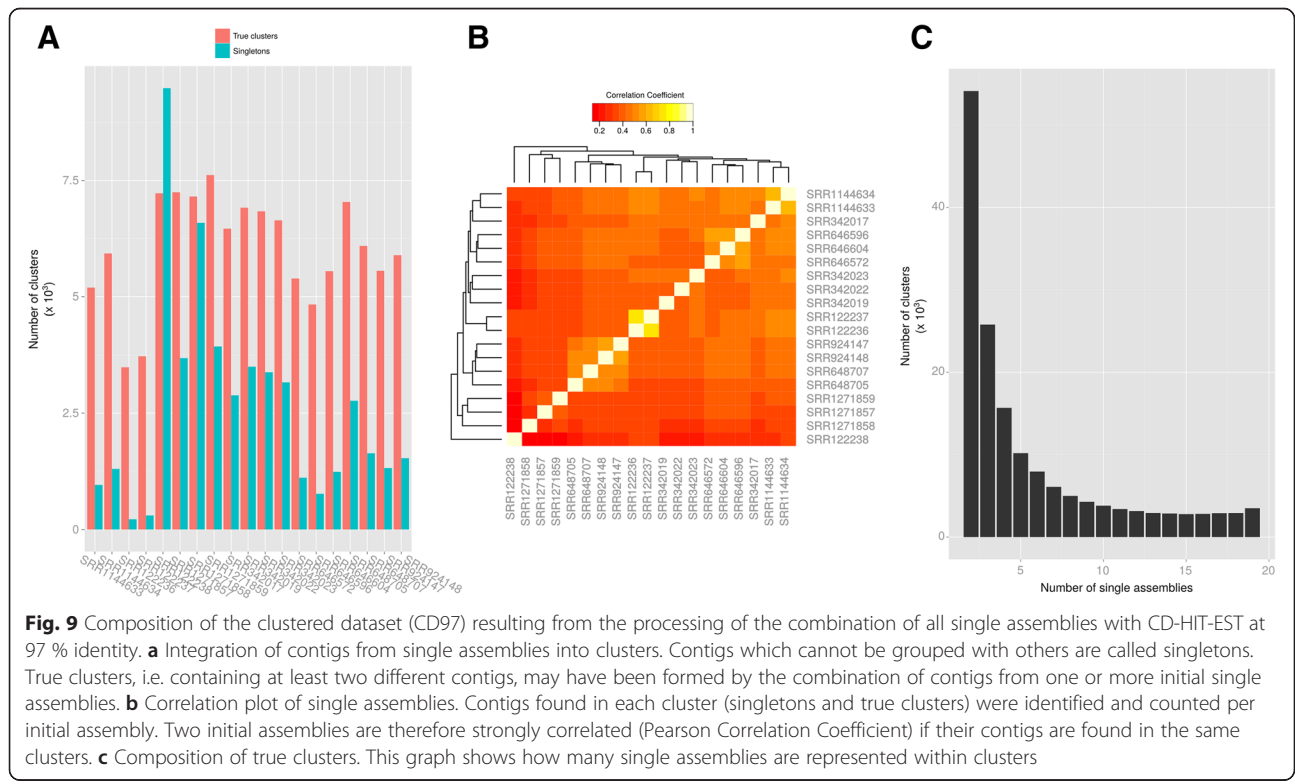 A
True clusters
Singletons
Number of clusters
(x 10³)
7.5
5
2.5
0
SRR1144633
SRR1144634
SRR1271859
SRR924148
B
Correlation Coefficient
0.2 0.4 0.6 0.8 1
SRR1144634
SRR1144633
SRR342017
SRR646596
SRR646604
SRR646572
SRR342023
SRR342022
SRR342019
SRR122237
SRR122236
SRR924147
SRR924148
SRR648707
SRR648705
SRR1271859
SRR1271857
SRR1271858
SRR122238
SRR122238
SRR1271858
SRR1271857
SRR1271859
SRR648705
SRR648707
SRR924148
SRR924147
SRR122236
SRR122237
SRR342019
SRR342022
SRR342023
SRR646572
SRR646604
SRR646596
SRR342017
SRR1144633
SRR1144634
C
Number of clusters
(x 10³)
40
20
0
5 10 15 20
Number of single assemblies
Fig. 9 Composition of the clustered dataset (CD97) resulting from the processing of the combination of all single assemblies with CD-HIT-EST at
97 % identity. a Integration of contigs from single assemblies into clusters. Contigs which cannot be grouped with others are called singletons.
True clusters, i.e. containing at least two different contigs, may have been formed by the combination of contigs from one or more initial single
assemblies. b Correlation plot of single assemblies. Contigs found in each cluster (singletons and true clusters) were identified and counted per
initial assembly. Two initial assemblies are therefore strongly correlated (Pearson Correlation Coefficient) if their contigs are found in the same
clusters. c Composition of true clusters. This graph shows how many single assemblies are represented within clusters